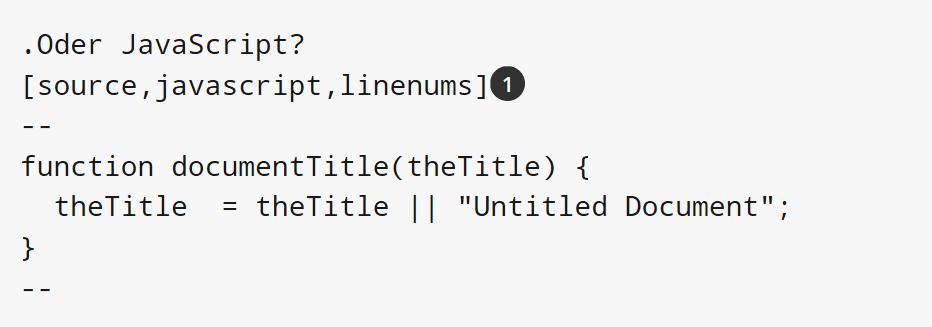 .Oder JavaScript?
[source,javascript,linenums]1
--
function documentTitle(theTitle) {
  theTitle  = theTitle || "Untitled Document";
}
--